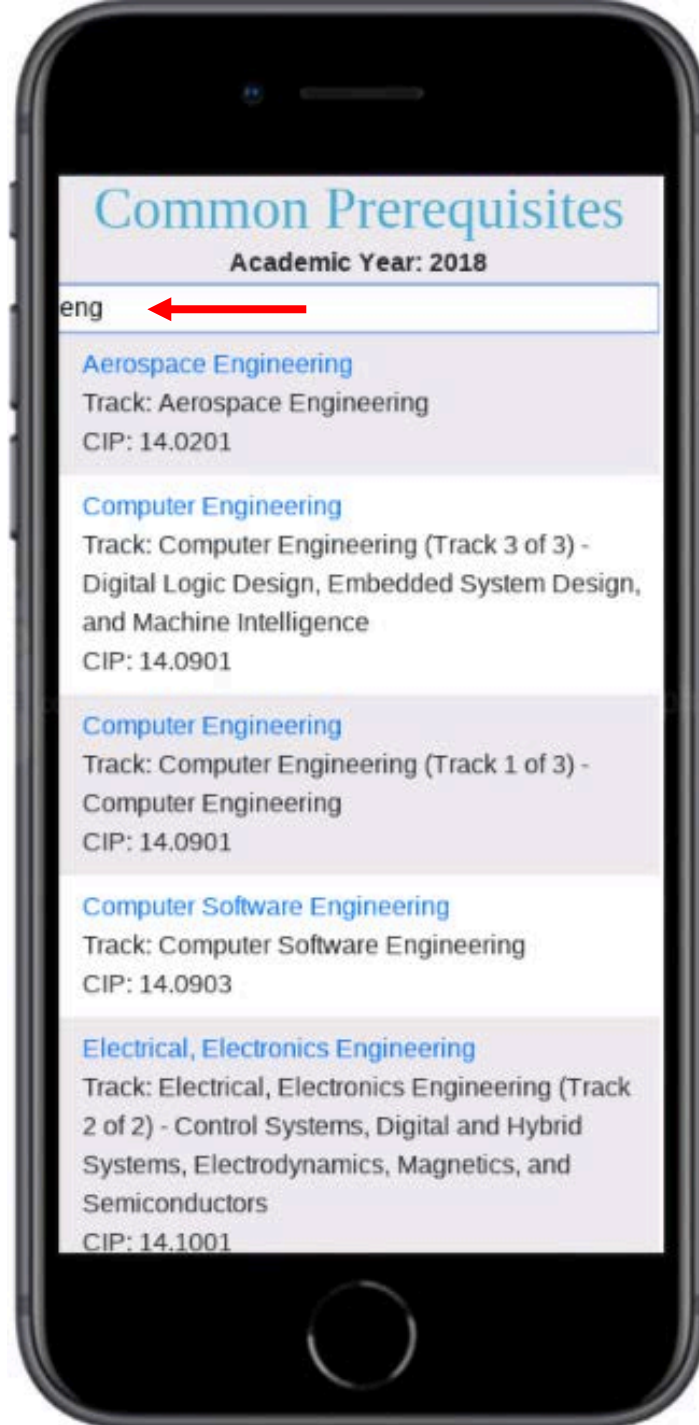 Common Prerequisites
Academic Year: 2018
eng
Aerospace Engineering
Track: Aerospace Engineering
CIP: 14.0201
Computer Engineering
Track: Computer Engineering (Track 3 of 3) -
Digital Logic Design, Embedded System Design,
and Machine Intelligence
CIP: 14.0901
Computer Engineering
Track: Computer Engineering (Track 1 of 3) -
Computer Engineering
CIP: 14.0901
Computer Software Engineering
Track: Computer Software Engineering
CIP: 14.0903
Electrical, Electronics Engineering
Track: Electrical, Electronics Engineering (Track
2 of 2) - Control Systems, Digital and Hybrid
Systems, Electrodynamics, Magnetics, and
Semiconductors
CIP: 14.1001